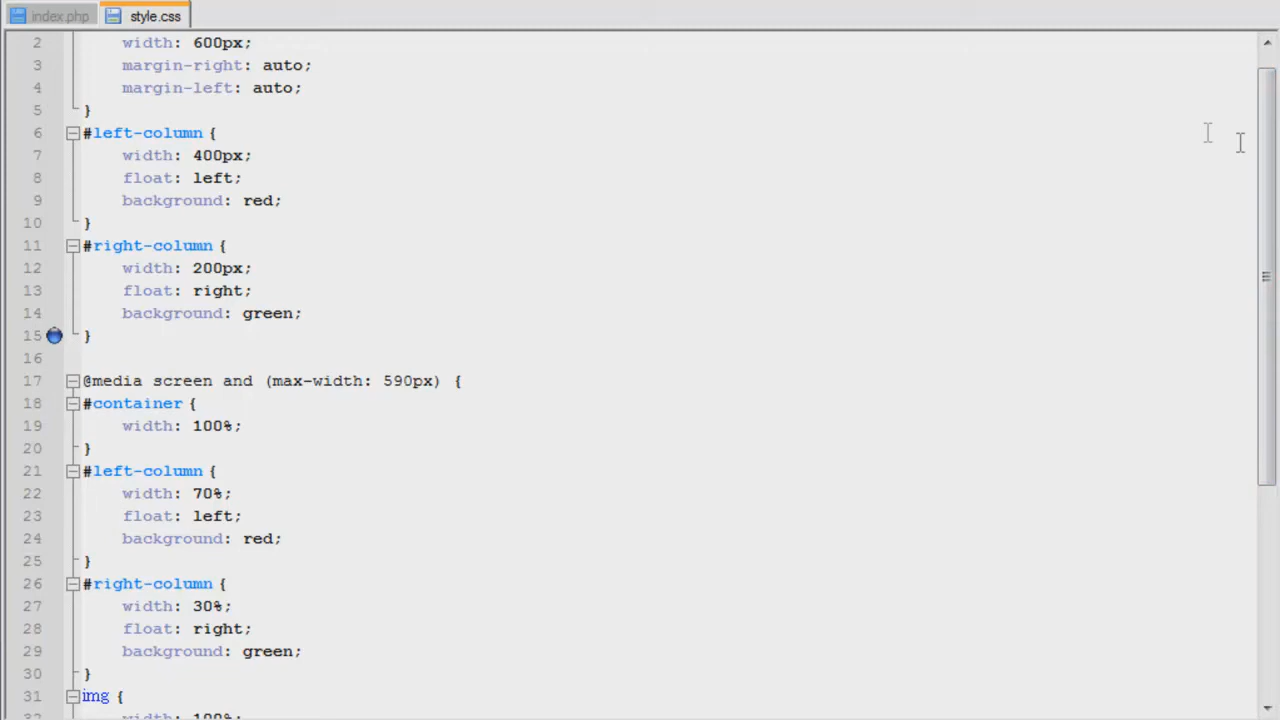 index.php style.css
2 width: 600px;
3 margin-right: auto;
4 margin-left: auto;
5 }
6 #left-column {
7 width: 400px;
8 float: left;
9 background: red;
10 }
11 #right-column {
12 width: 200px;
13 float: right;
14 background: green;
15 }
16
17 @media screen and (max-width: 590px) {
18 #container {
19 width: 100%;
20 }
21 #left-column {
22 width: 70%;
23 float: left;
24 background: red;
25 }
26 #right-column {
27 width: 30%;
28 float: right;
29 background: green;
30 }
31 img {
32 width: 100%;